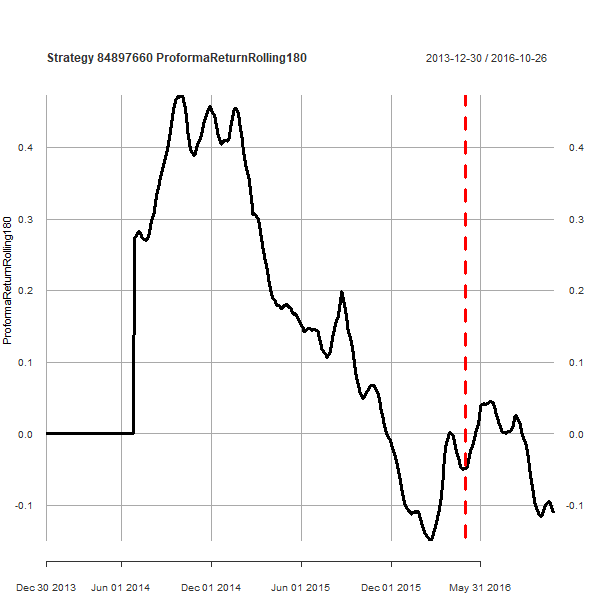 Strategy 84897660 ProformaReturnRolling180
2013-12-30 / 2016-10-26
ProformaReturnRolling180
0.4 0.4
0.3 0.3
0.2 0.2
0.1 0.1
0.0 0.0
-0.1 -0.1
Dec 30 2013 Jun 01 2014 Dec 01 2014 Jun 01 2015 Dec 01 2015 May 31 2016